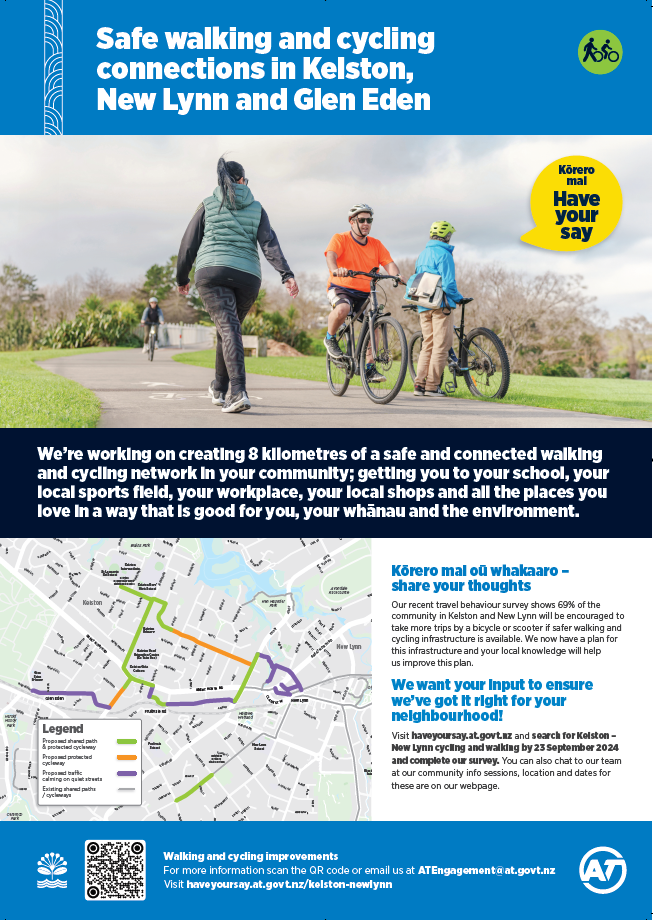 Safe walking and cycling
connections in Kelston,
New Lynn and Glen Eden
Kōrero
mai
Have
your
say
We're working on creating 8 kilometres of a safe and connected walking
and cycling network in your community; getting you to your school, your
local sports field, your workplace, your local shops and all the places you
love in a way that is good for you, your whānau and the environment.
Kelston
New Lynn
Glen Eden
Legend
Proposed shared path
& protected cycleway
Proposed protected
cycleway
Proposed traffic
calming on quiet streets
Existing shared paths
/ cycleways
Kōrero mai oū whakaaro –
share your thoughts
Our recent travel behaviour survey shows 69% of the
community in Kelston and New Lynn will be encouraged to
take more trips by a bicycle or scooter if safer walking and
cycling infrastructure is available. We now have a plan for
this infrastructure and your local knowledge will help
us improve this plan.
We want your input to ensure
we've got it right for your
neighbourhood!
Visit haveyoursay.at.govt.nz and search for Kelston –
New Lynn cycling and walking by 23 September 2024
and complete our survey. You can also chat to our team
at our community info sessions, location and dates for
these are on our webpage.
Walking and cycling improvements
For more information scan the QR code or email us at ATEngagement@at.govt.nz
Visit haveyoursay.at.govt.nz/kelston-newlynn
AT